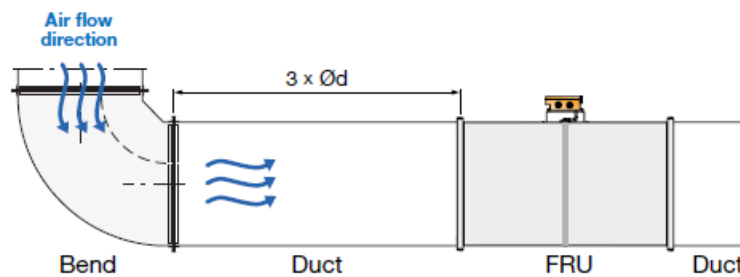 Air flow
direction
3 x Ød
Bend
Duct
FRU
Duct